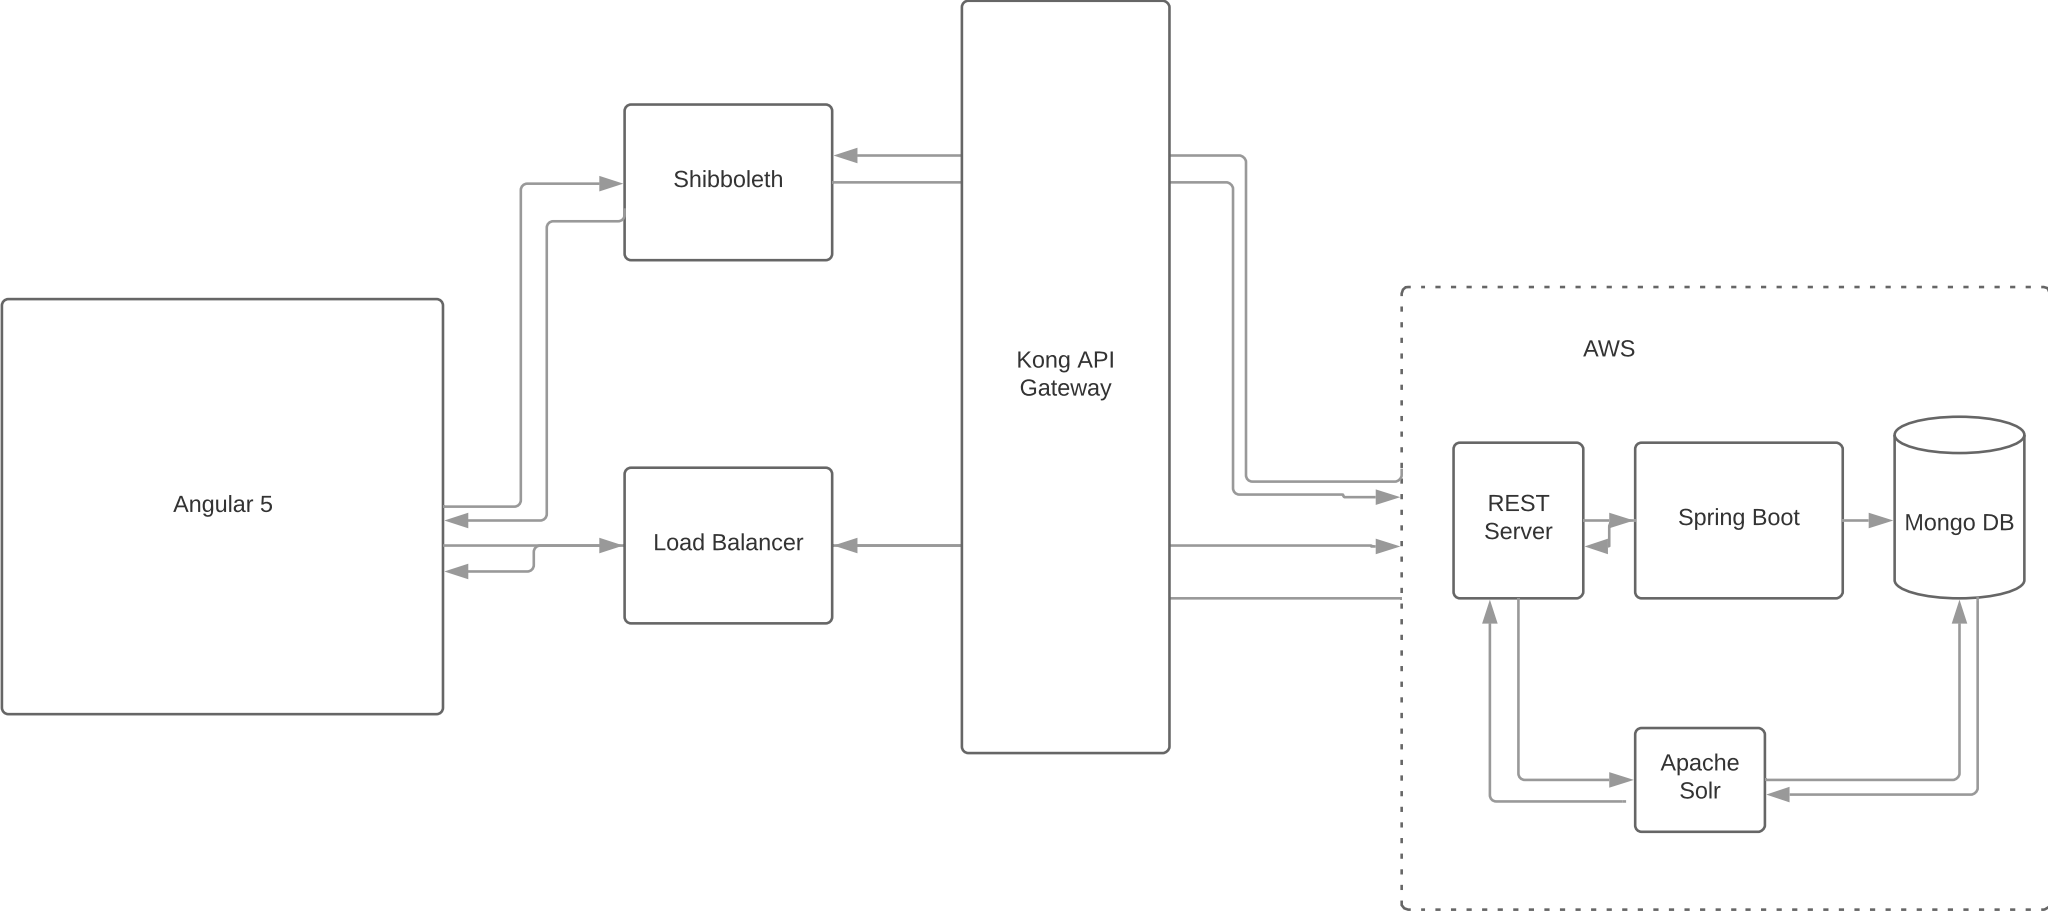 Shibboleth
Kong API
Gateway
AWS
Angular 5
Load Balancer
REST
Server
Spring Boot
Mongo DB
Apache
Solr